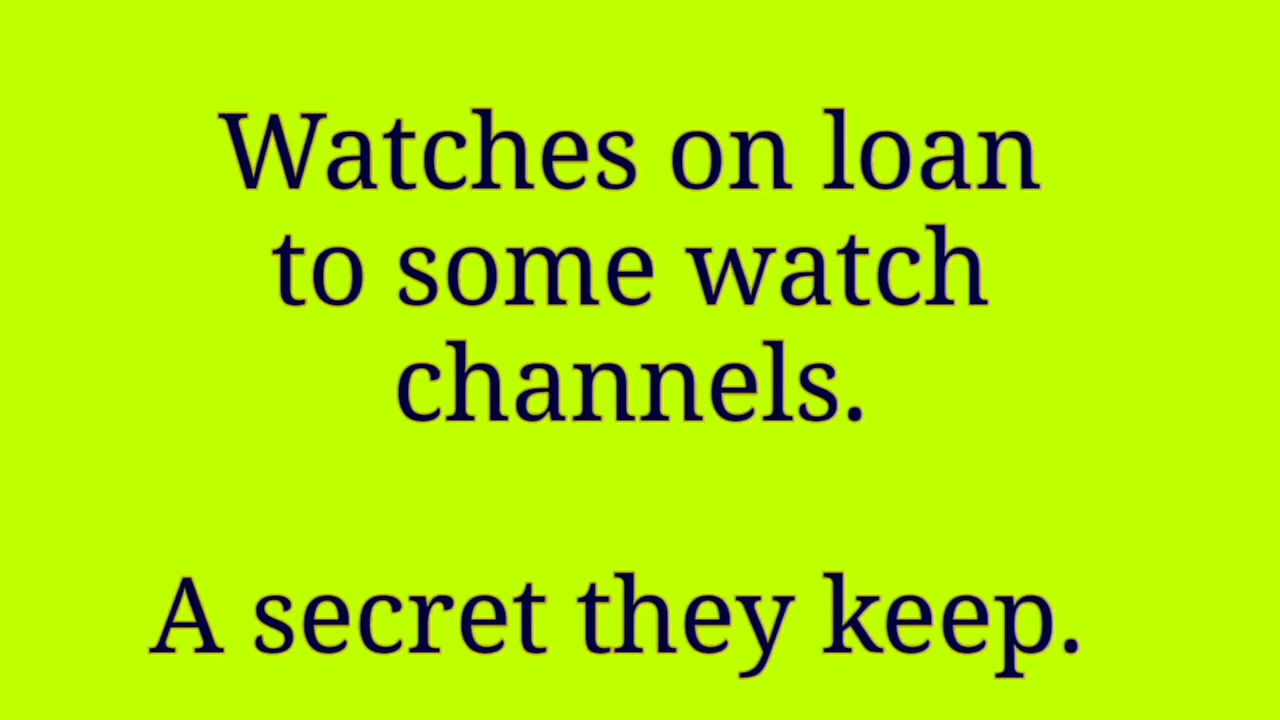 Watches on loan
to some watch
channels.
A secret they keep.